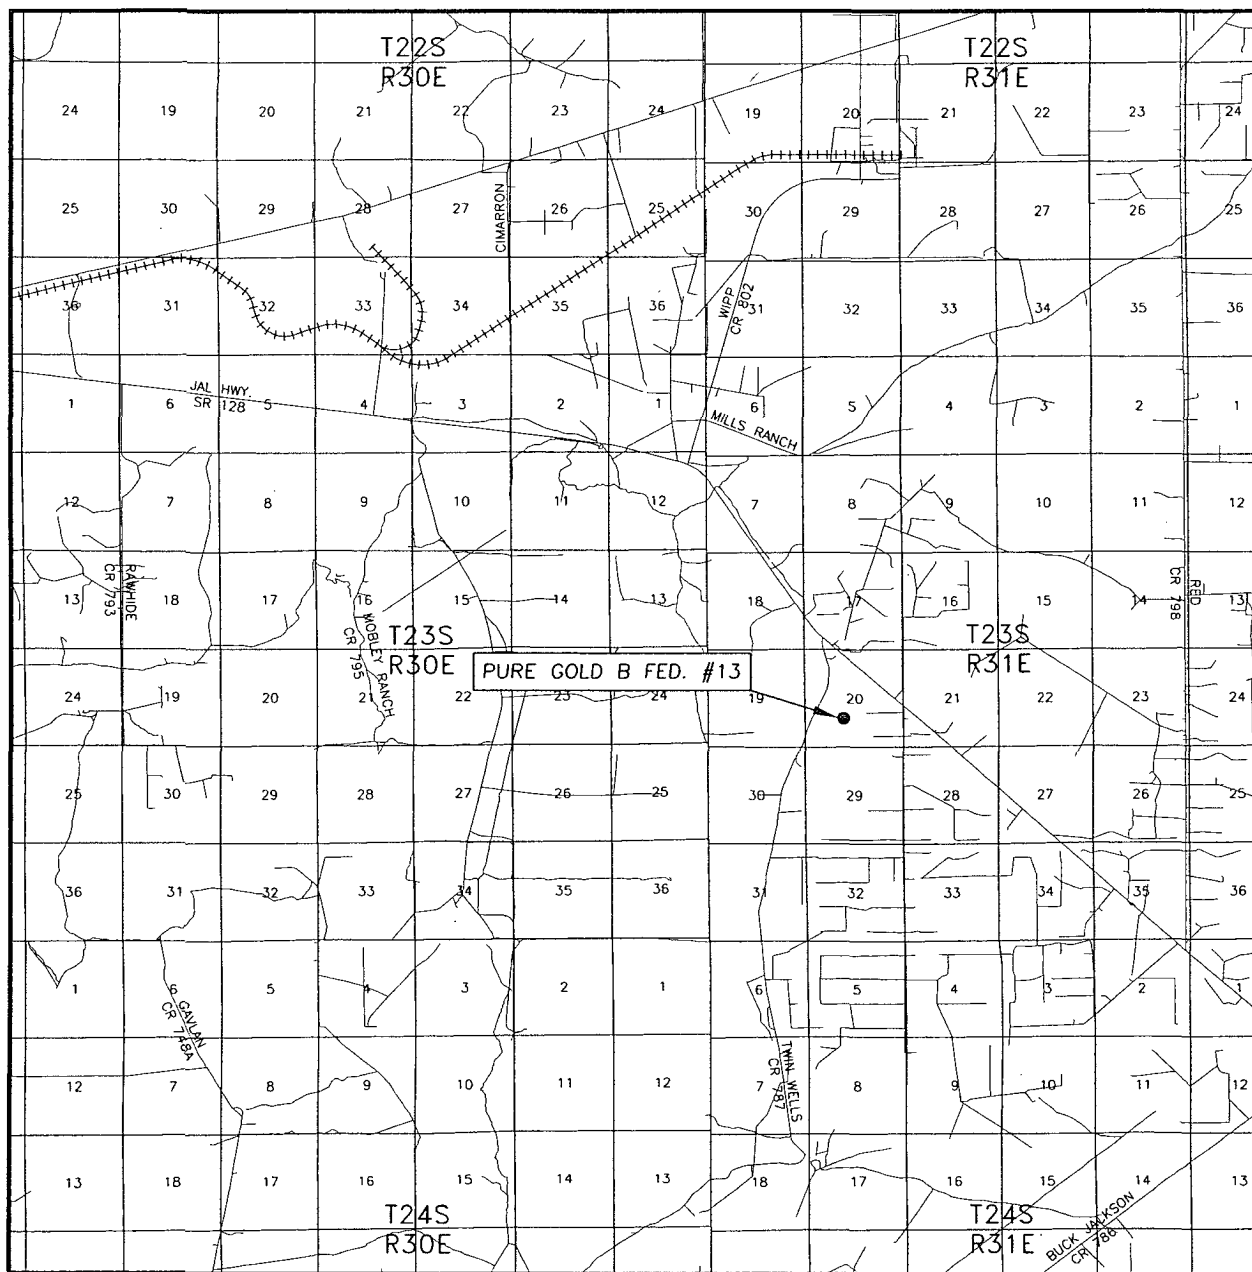 T22S
R30E
T22S
R31E
24 19 20 21 22 23 24 19 20 21 22 23 24
25 30 29 28 27 26 25 30 29 28 27 26 25
CIMARRON
36 31 32 33 34 35 36 31 32 33 34 35 36
WIPP
CR 802
JAL HWY.
SR 128
1 6 5 4 3 2 1 6 5 4 3 2 1
MILLS RANCH
12 7 8 9 10 11 12 7 8 9 10 11 12
13 18 17 16 15 14 13 18 17 16 15 14 13
RAWHIDE
CR 793
RED
CR 798
MOBLEY RANCH
CR 795
T23S
R30E
T23S
R31E
PURE GOLD B FED. #13
24 19 20 21 22 23 24 19 20 21 22 23 24
25 30 29 28 27 26 25 30 29 28 27 26 25
36 31 32 33 34 35 36 31 32 33 34 35 36
1 6 5 4 3 2 1 6 5 4 3 2 1
GAVLAN
CR 748A
TWIN WELLS
CR 787
12 7 8 9 10 11 12 7 8 9 10 11 12
13 18 17 16 15 14 13 18 17 16 15 14 13
T24S
R30E
T24S
R31E
BUCK JACKSON
CR 786